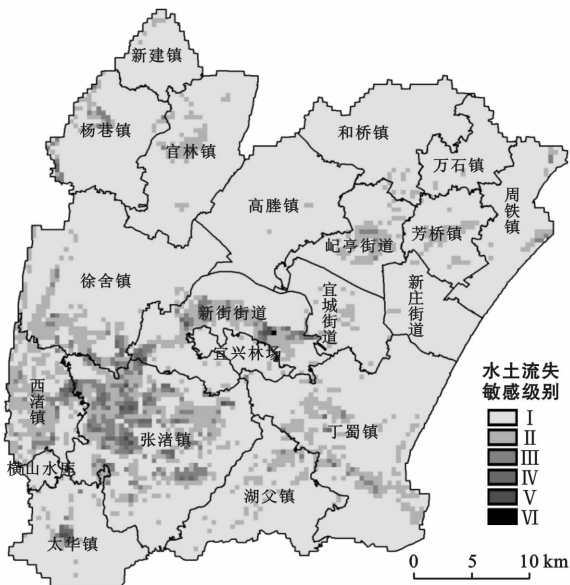 新建镇
杨巷镇
官林镇
和桥镇
万石镇
周铁镇
高塍镇
屺亭街道
芳桥镇
徐舍镇
新街街道
宜城街道
新庄街道
宜兴林场
西渚镇
张渚镇
丁蜀镇
横山水库
湖父镇
太华镇
水土流失
敏感级别
I
II
III
IV
V
VI
0 5 10 km